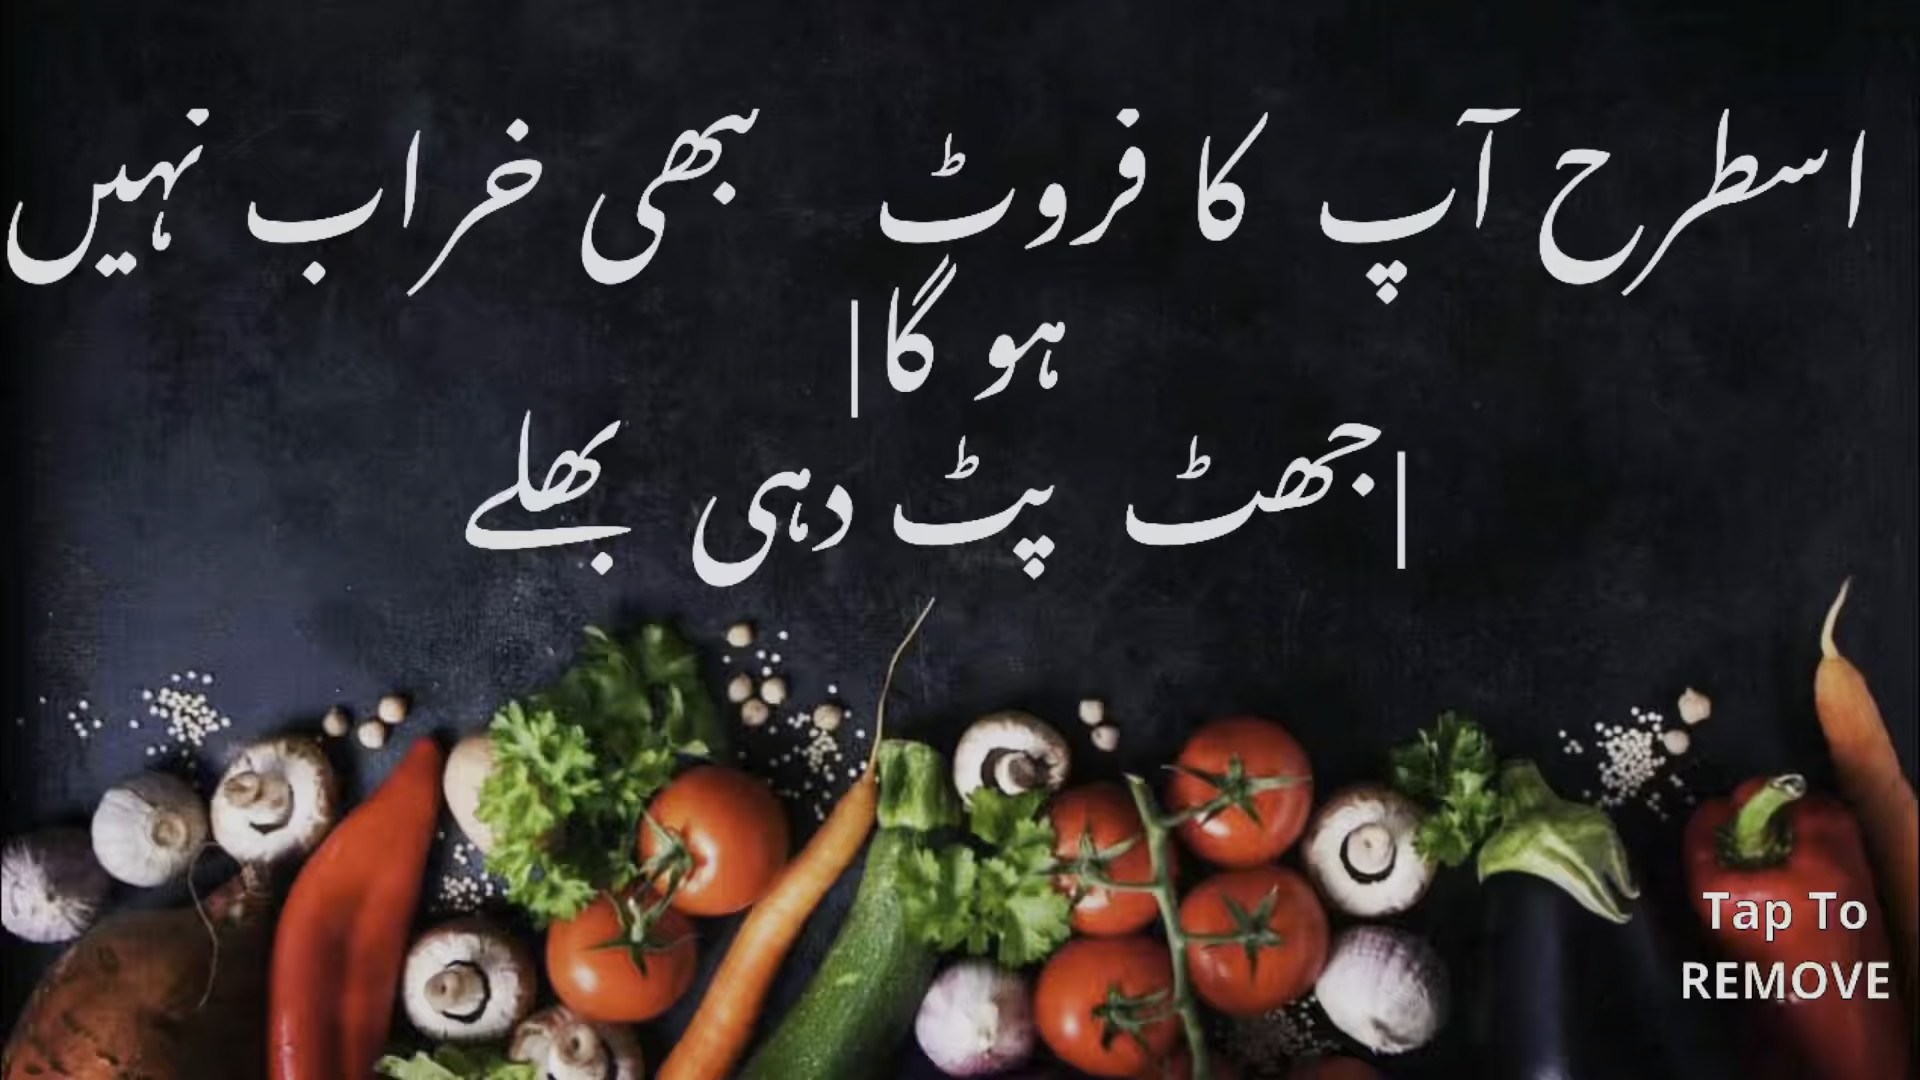 اسطرح آپ کا فروٹ بھی خراب نہیں
ہو گا|
|جھٹ پٹ دہی بھلے
Tap To
REMOVE